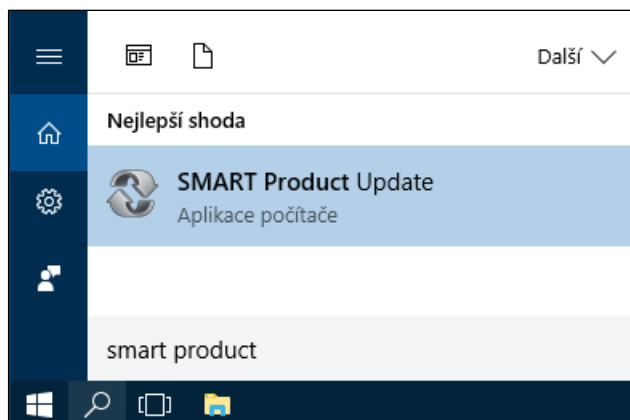 Další
Nejlepší shoda
SMART Product Update
Aplikace počítače
smart product